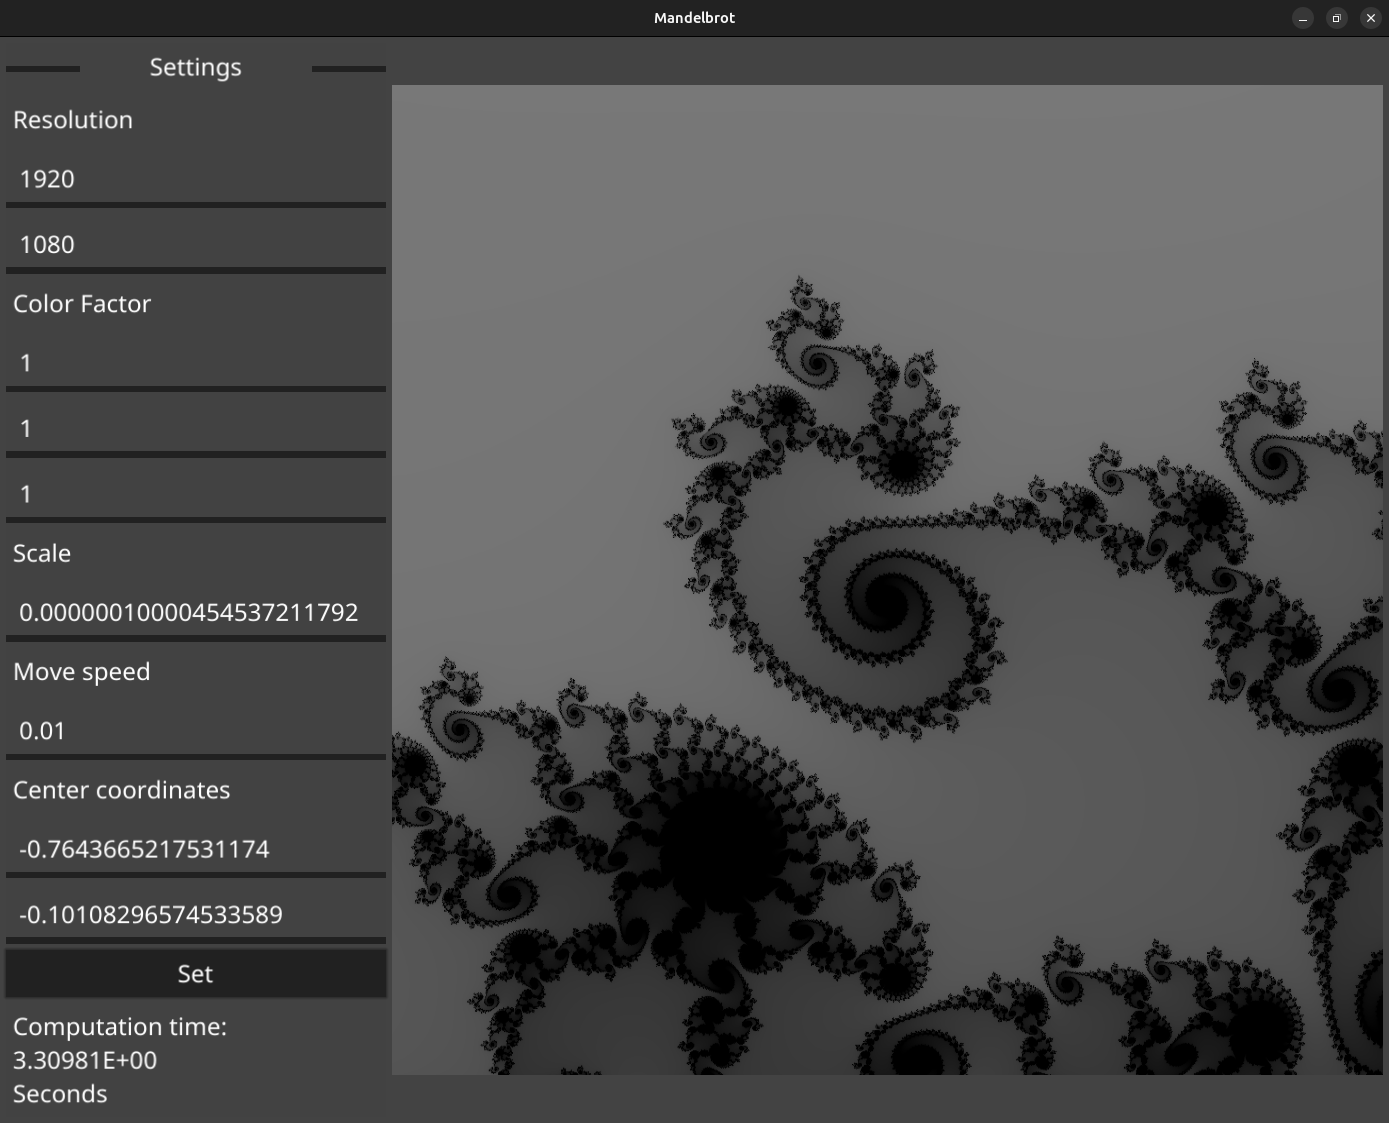 Mandelbrot
Settings
Resolution
1920
1080
Color Factor
1
1
1
Scale
0.00000010000454537211792
Move speed
0.01
Center coordinates
-0.7643665217531174
-0.10108296574533589
Set
Computation time:
3.30981E+00
Seconds